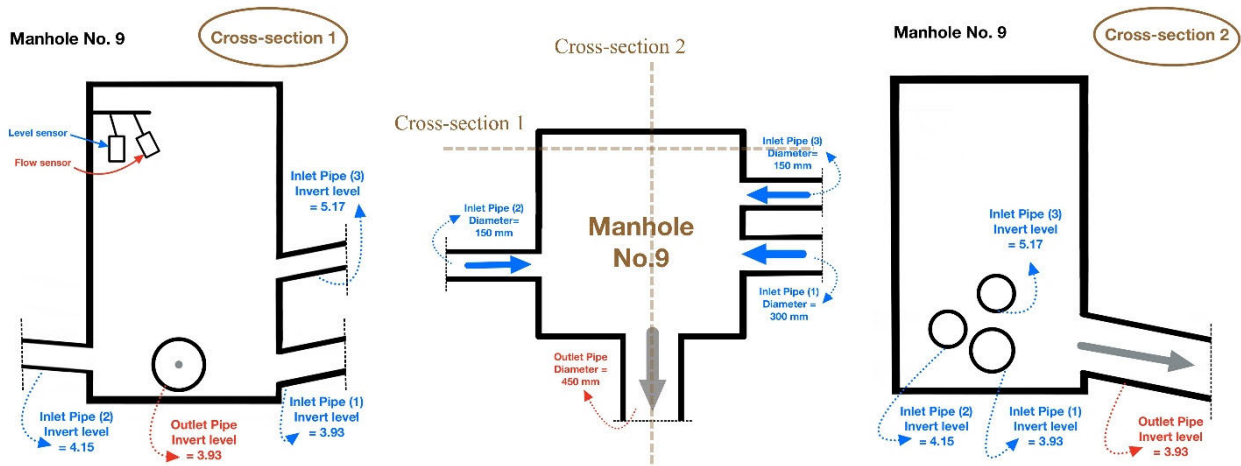 Manhole No. 9
Cross-section 1
Level sensor
Flow sensor
Inlet Pipe (3)
Invert level
= 5.17
Inlet Pipe (2)
Invert level
= 4.15
Outlet Pipe
Invert level
= 3.93
Inlet Pipe (1)
Invert level
= 3.93
Cross-section 2
Cross-section 1
Inlet Pipe (3)
Diameter=
150 mm
Inlet Pipe (2)
Diameter=
150 mm
Manhole
No.9
Inlet Pipe (1)
Diameter =
300 mm
Outlet Pipe
Diameter =
450 mm
Manhole No. 9
Cross-section 2
Inlet Pipe (3)
Invert level
= 5.17
Inlet Pipe (2)
Invert level
= 4.15
Inlet Pipe (1)
Invert level
= 3.93
Outlet Pipe
Invert level
= 3.93